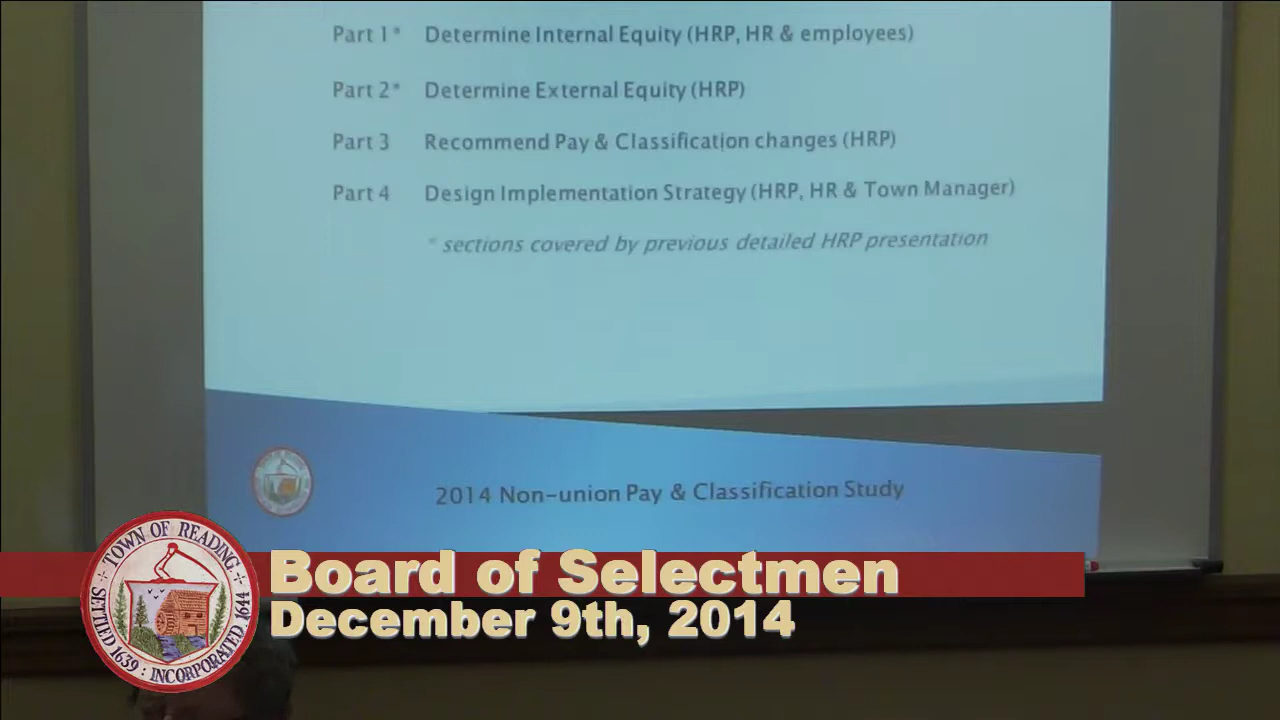 Part 1* Determine Internal Equity (HRP, HR & employees)
Part 2* Determine External Equity (HRP)
Part 3 Recommend Pay & Classification changes (HRP)
Part 4 Design Implementation Strategy (HRP, HR & Town Manager)
* sections covered by previous detailed HRP presentation
2014 Non-union Pay & Classification Study
TOWN OF READING
SETTLED 1639 : INCORPORATED 1644
Board of Selectmen
December 9th, 2014